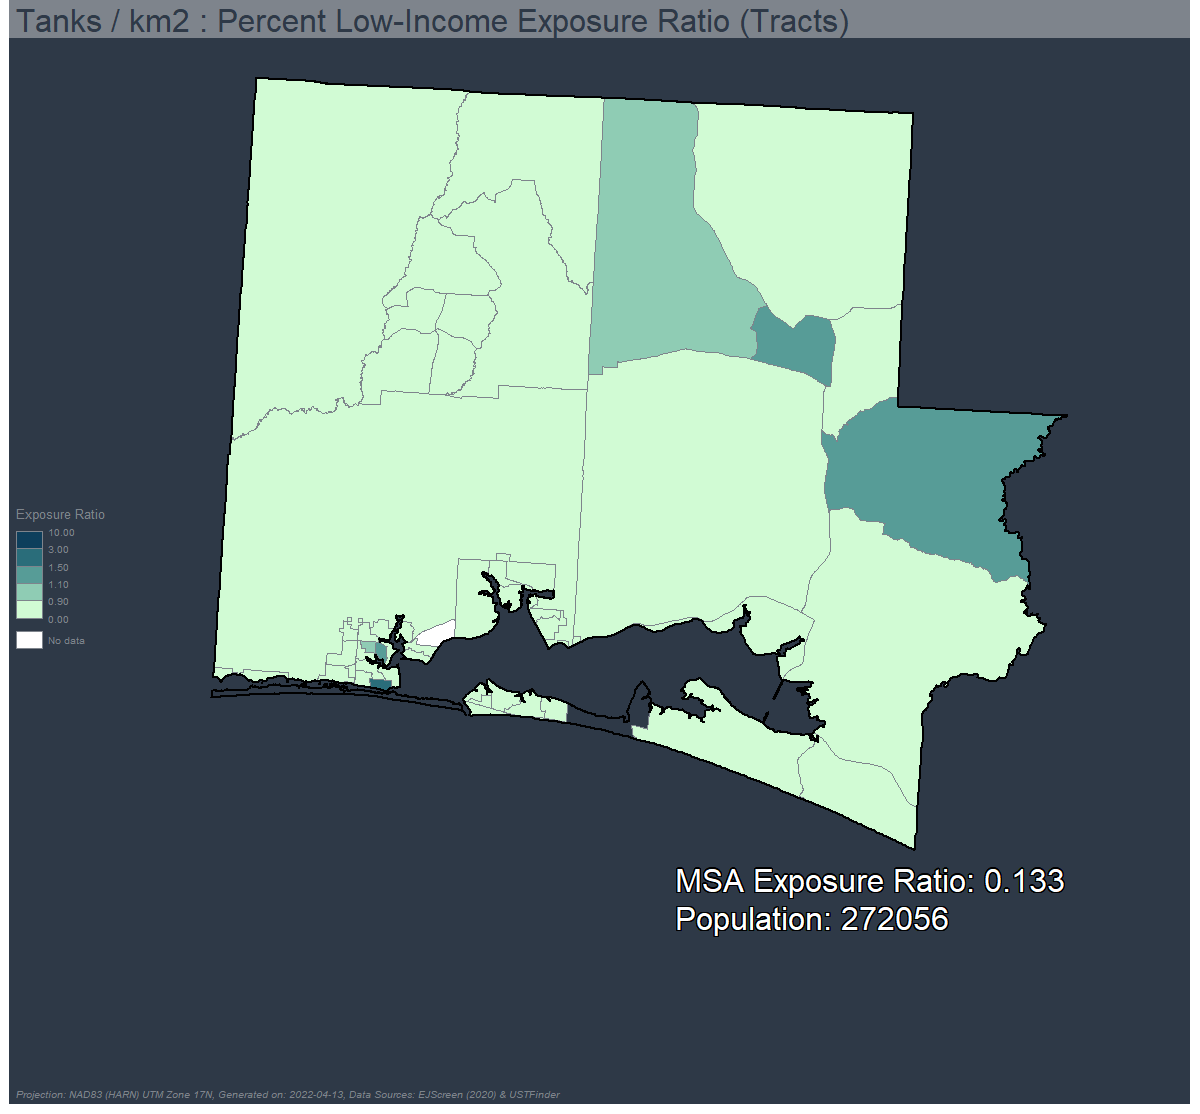 Tanks / km2 : Percent Low-Income Exposure Ratio (Tracts)
Exposure Ratio
10.00
3.00
1.50
1.10
0.90
0.00
No data
MSA Exposure Ratio: 0.133
Population: 272056
Projection: NAD83 (HARN) UTM Zone 17N, Generated on: 2022-04-13, Data Sources: EJScreen (2020) & USTFinder